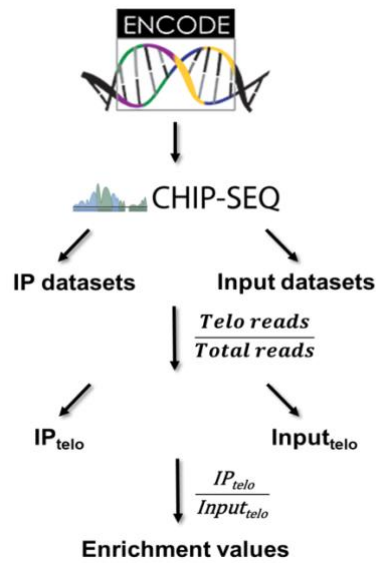 ENCODE
CHIP-SEQ
IP datasets Input datasets
Telo reads
Total reads
IPtelo Inputtelo
IPtelo
Inputtelo
Enrichment values